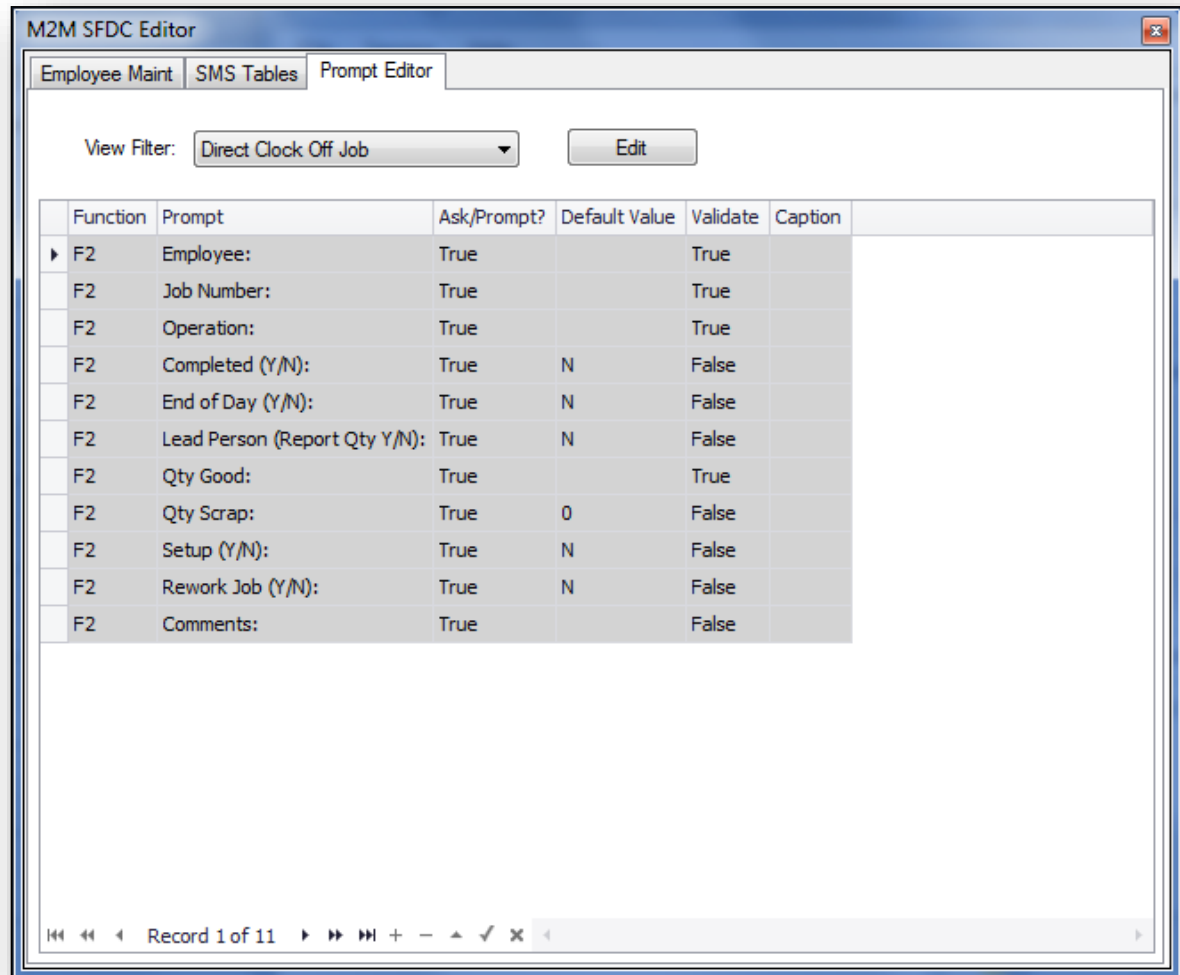 M2M SFDC Editor
Employee Maint SMS Tables Prompt Editor
View Filter: Direct Clock Off Job Edit
Function Prompt Ask/Prompt? Default Value Validate Caption
F2 Employee: True True
F2 Job Number: True True
F2 Operation: True True
F2 Completed (Y/N): True N False
F2 End of Day (Y/N): True N False
F2 Lead Person (Report Qty Y/N): True N False
F2 Qty Good: True True
F2 Qty Scrap: True 0 False
F2 Setup (Y/N): True N False
F2 Rework Job (Y/N): True N False
F2 Comments: True False
Record 1 of 11